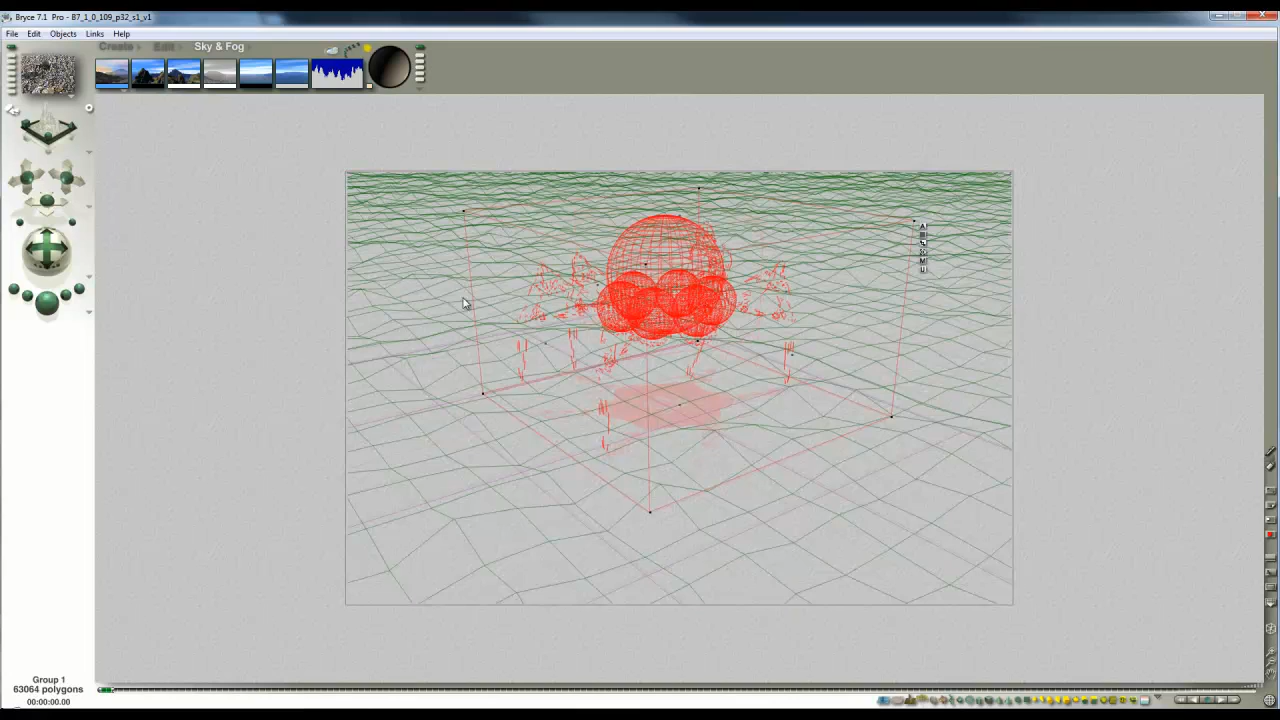 Bryce 7.1 Pro - B7_1_0_109_p32_s1_v1
File Edit Objects Links Help
Create Edit Sky & Fog
A
M
Group 1
63064 polygons
00:00:00.00